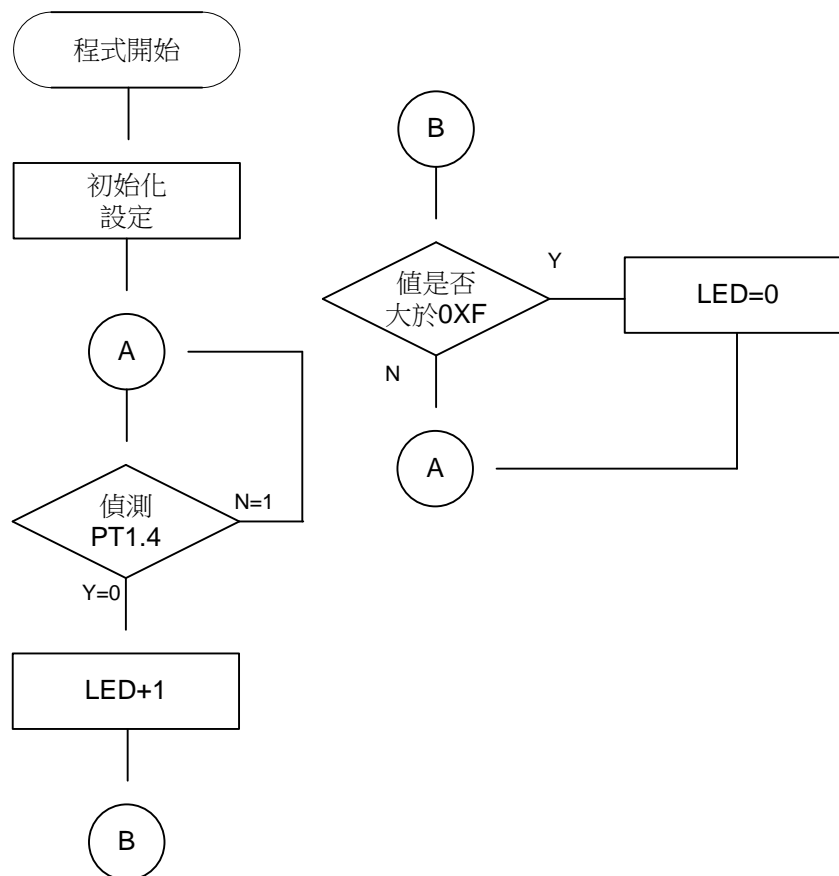 程式開始
初始化
設定
A
偵測
PT1.4
N=1
Y=0
LED+1
B
B
值是否
大於0XF
Y
LED=0
N
A